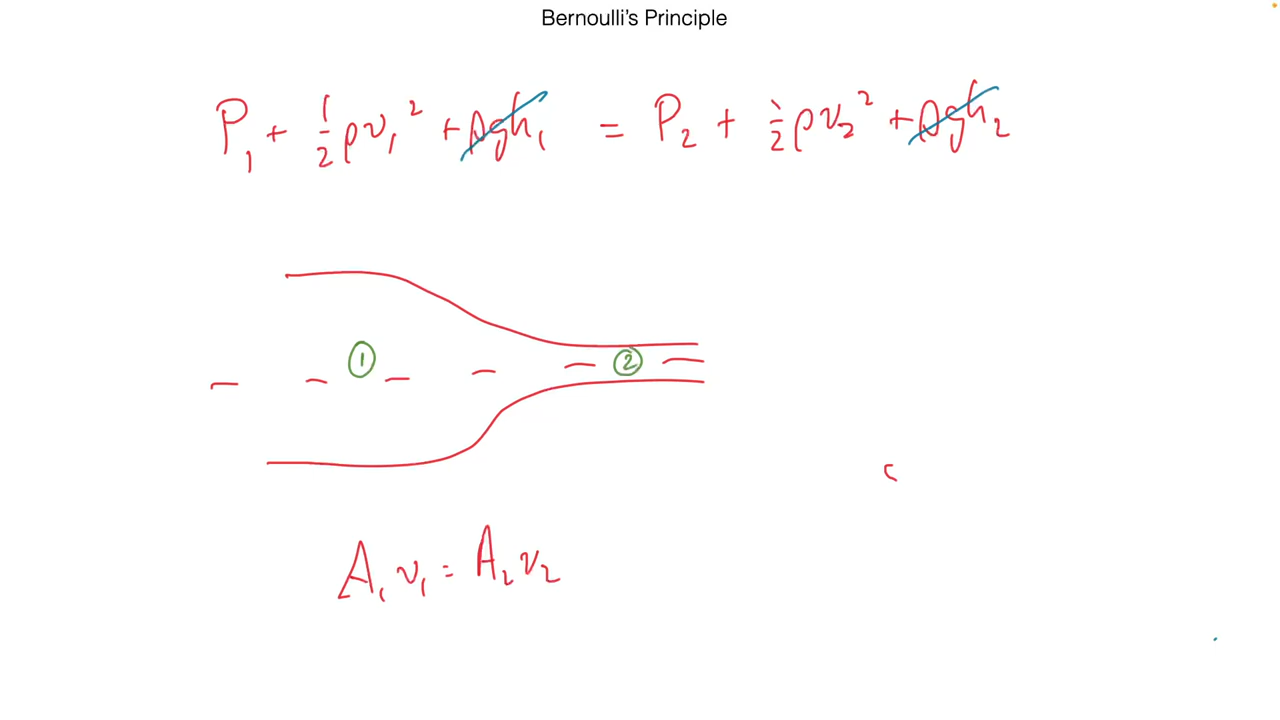 Bernoulli's Principle
P₁ + ½ρv₁² + ρgh₁ = P₂ + ½ρv₂² + ρgh₂
① ②
A₁v₁ = A₂v₂